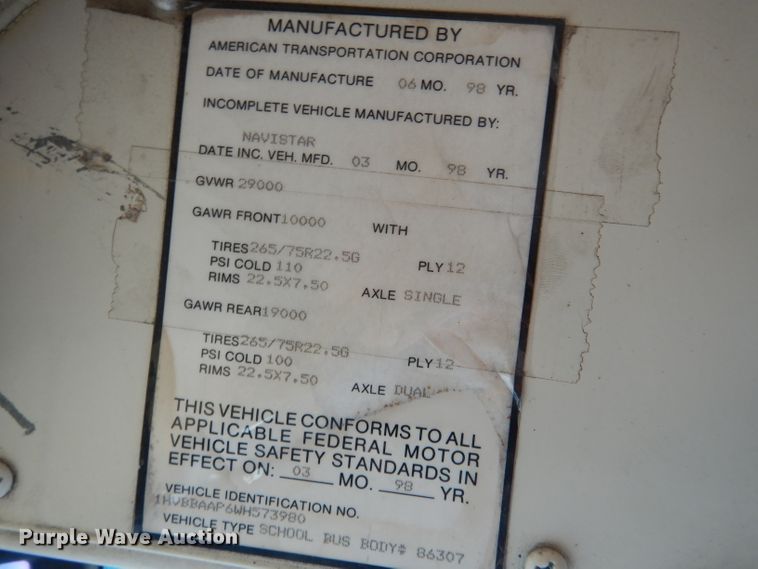 MANUFACTURED BY
AMERICAN TRANSPORTATION CORPORATION
DATE OF MANUFACTURE 06 MO. 98 YR.
INCOMPLETE VEHICLE MANUFACTURED BY:
NAVISTAR
DATE INC. VEH. MFD. 03 MO. 98 YR.
GVWR 29000
GAWR FRONT 10000 WITH
TIRES 265/75R22.5G PLY 12
PSI COLD 110
RIMS 22.5X7.50 AXLE SINGLE
GAWR REAR 19000
TIRES 265/75R22.5G PLY 12
PSI COLD 100
RIMS 22.5X7.50 AXLE DUAL
THIS VEHICLE CONFORMS TO ALL
APPLICABLE FEDERAL MOTOR
VEHICLE SAFETY STANDARDS IN
EFFECT ON: 03 MO. 98 YR.
VEHICLE IDENTIFICATION NO.
1HVBBAAP6WH573980
VEHICLE TYPE SCHOOL BUS BODY# 86307
Purple Wave Auction